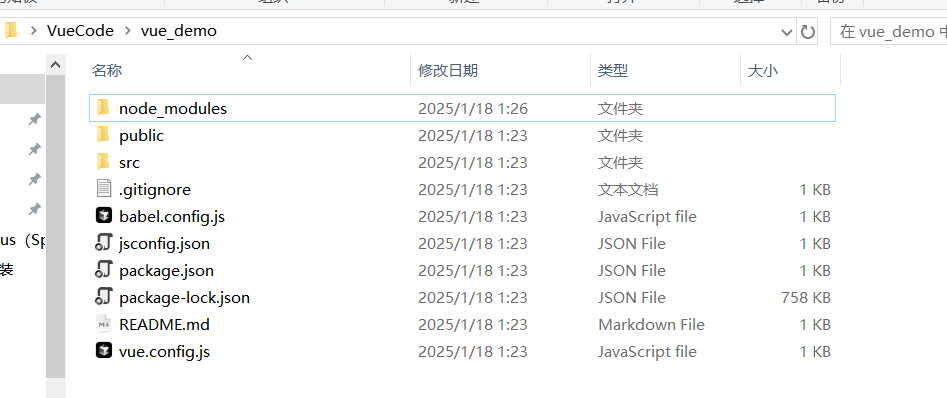 VueCode > vue_demo
在 vue_demo 中
名称 修改日期 类型 大小
node_modules 2025/1/18 1:26 文件夹
public 2025/1/18 1:23 文件夹
src 2025/1/18 1:23 文件夹
.gitignore 2025/1/18 1:23 文本文档 1 KB
babel.config.js 2025/1/18 1:23 JavaScript file 1 KB
jsconfig.json 2025/1/18 1:23 JSON File 1 KB
package.json 2025/1/18 1:23 JSON File 1 KB
package-lock.json 2025/1/18 1:23 JSON File 758 KB
README.md 2025/1/18 1:23 Markdown File 1 KB
vue.config.js 2025/1/18 1:23 JavaScript file 1 KB
us (Sp
装